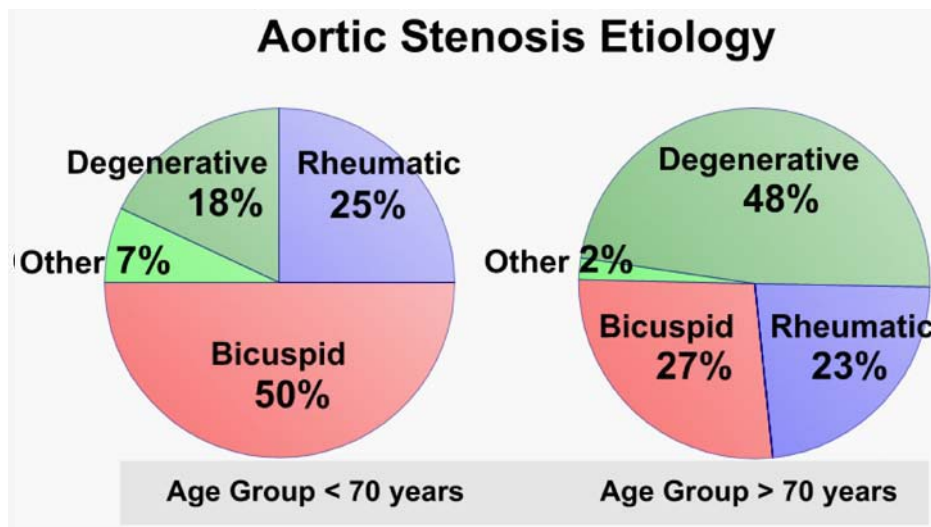 Aortic Stenosis Etiology
Degenerative
18%
Rheumatic
25%
Other 7%
Bicuspid
50%
Age Group < 70 years
Degenerative
48%
Other 2%
Bicuspid
27%
Rheumatic
23%
Age Group > 70 years